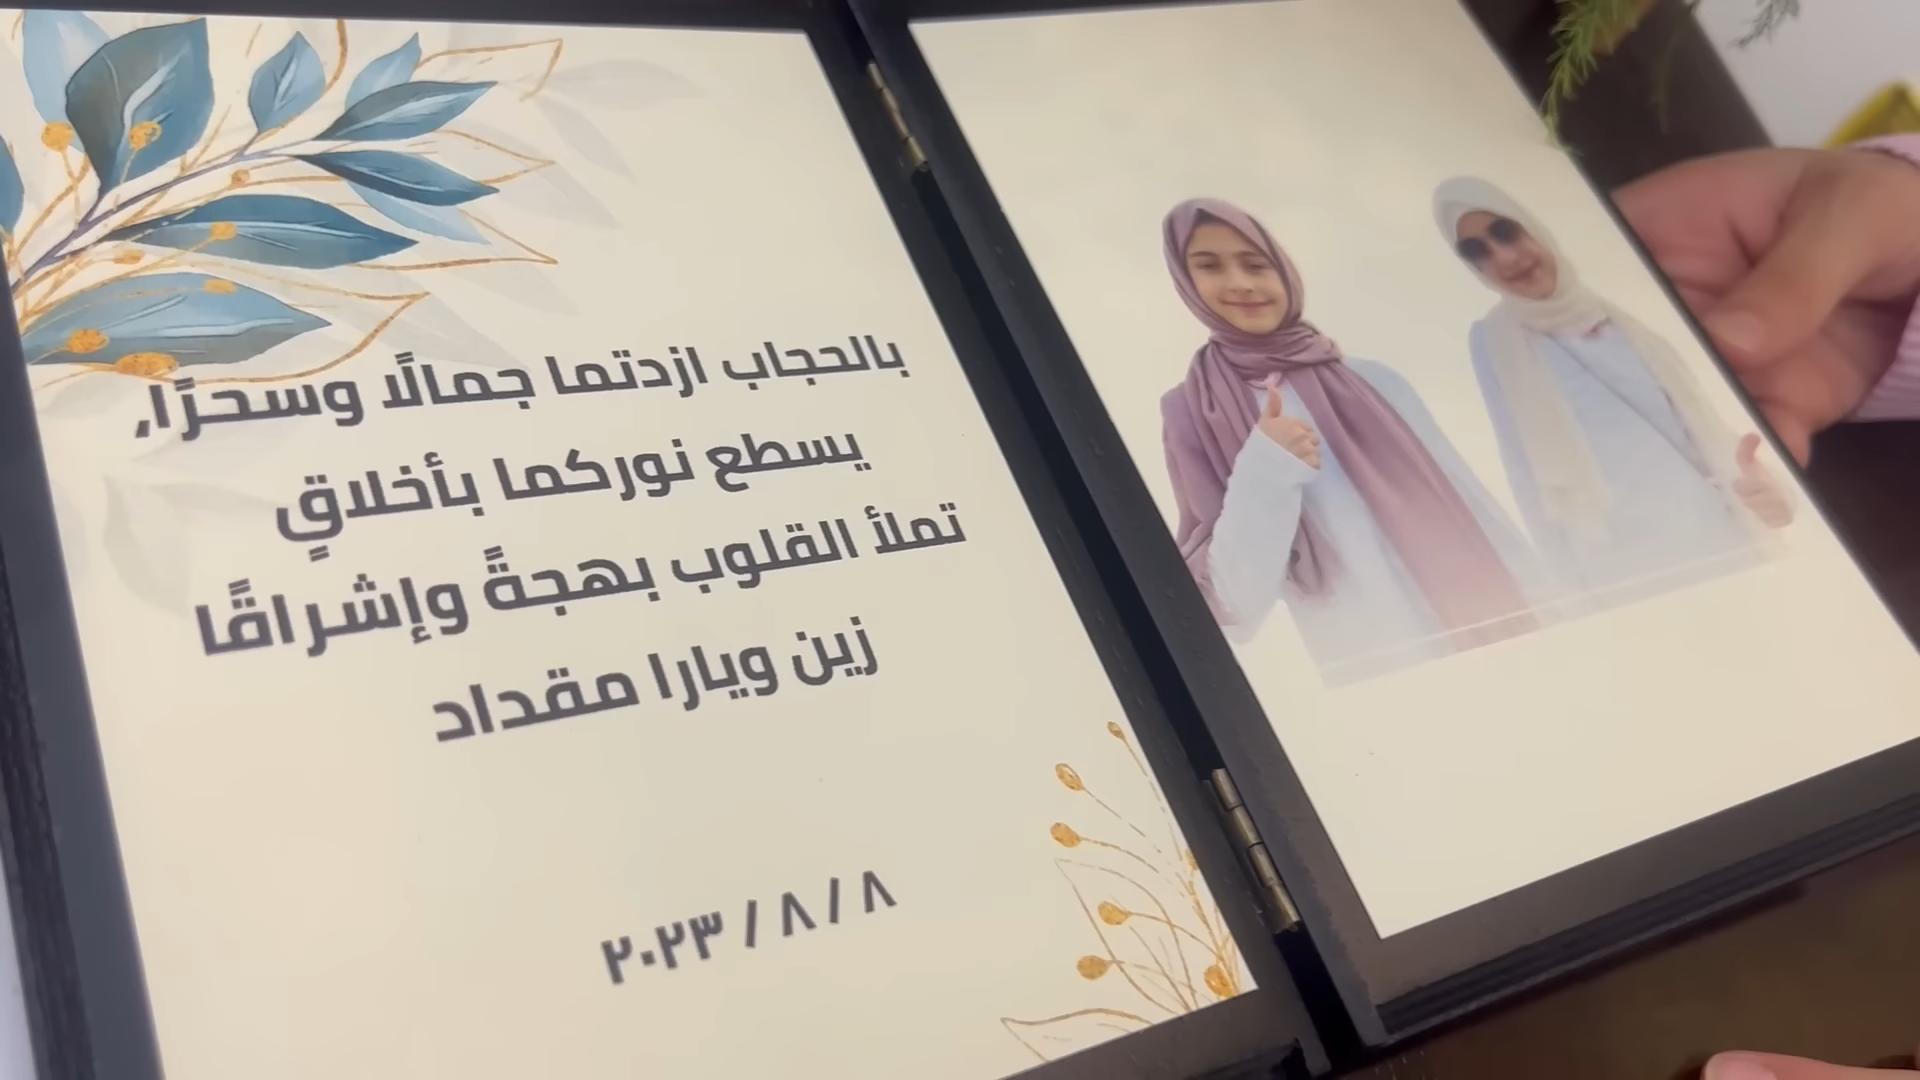 بالحجاب ازدتما جمالًا وسحرًا،
يسطع نوركما بأخلاقٍ
تملأ القلوب بهجةً وإشراقًا
زين ويارا مقداد
٨ / ٨ / ٢٠٢٣